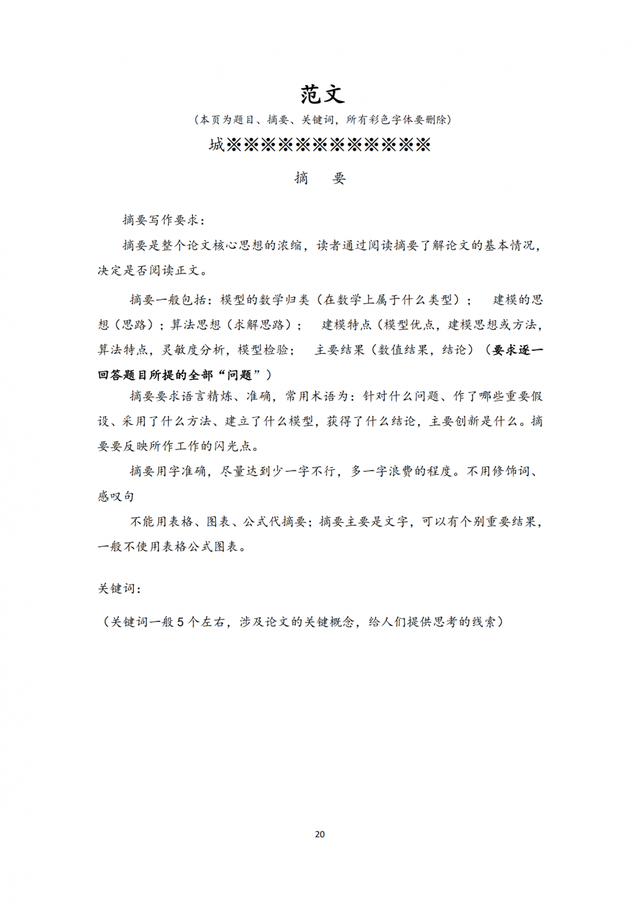 范文
（本页为题目、摘要、关键词，所有彩色字体要删除）
城※※※※※※※※※※※※
摘 要
摘要写作要求：
摘要是整个论文核心思想的浓缩，读者通过阅读摘要了解论文的基本情况，
决定是否阅读正文。
摘要一般包括：模型的数学归类（在数学上属于什么类型）； 建模的思
想（思路）；算法思想（求解思路）； 建模特点（模型优点，建模思想或方法，
算法特点，灵敏度分析，模型检验； 主要结果（数值结果，结论）（要求逐一
回答题目所提的全部“问题”）
摘要要求语言精炼、准确，常用术语为：针对什么问题、作了哪些重要假
设、采用了什么方法、建立了什么模型，获得了什么结论，主要创新是什么。摘
要要反映所作工作的闪光点。
摘要用字准确，尽量达到少一字不行，多一字浪费的程度。不用修饰词、
感叹句
不能用表格、图表、公式代摘要；摘要主要是文字，可以有个别重要结果，
一般不使用表格公式图表。
关键词：
（关键词一般 5 个左右，涉及论文的关键概念，给人们提供思考的线索）
20